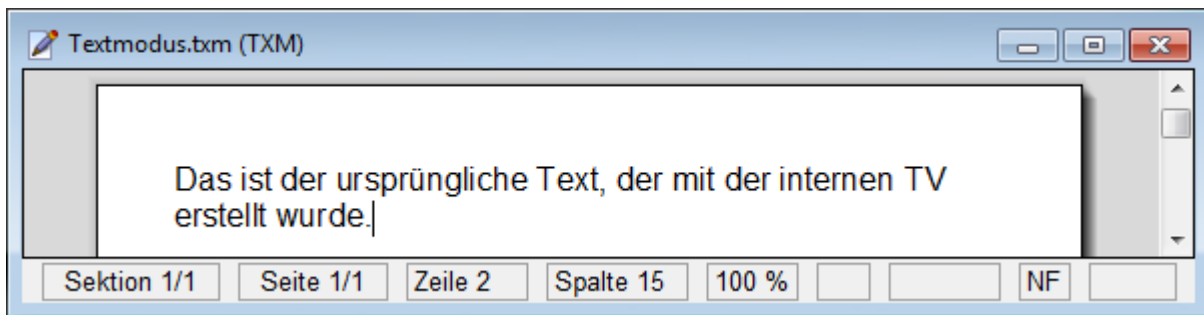 Textmodus.txm (TXM)
Das ist der ursprüngliche Text, der mit der internen TV
erstellt wurde.
Sektion 1/1 Seite 1/1 Zeile 2 Spalte 15 100 % NF